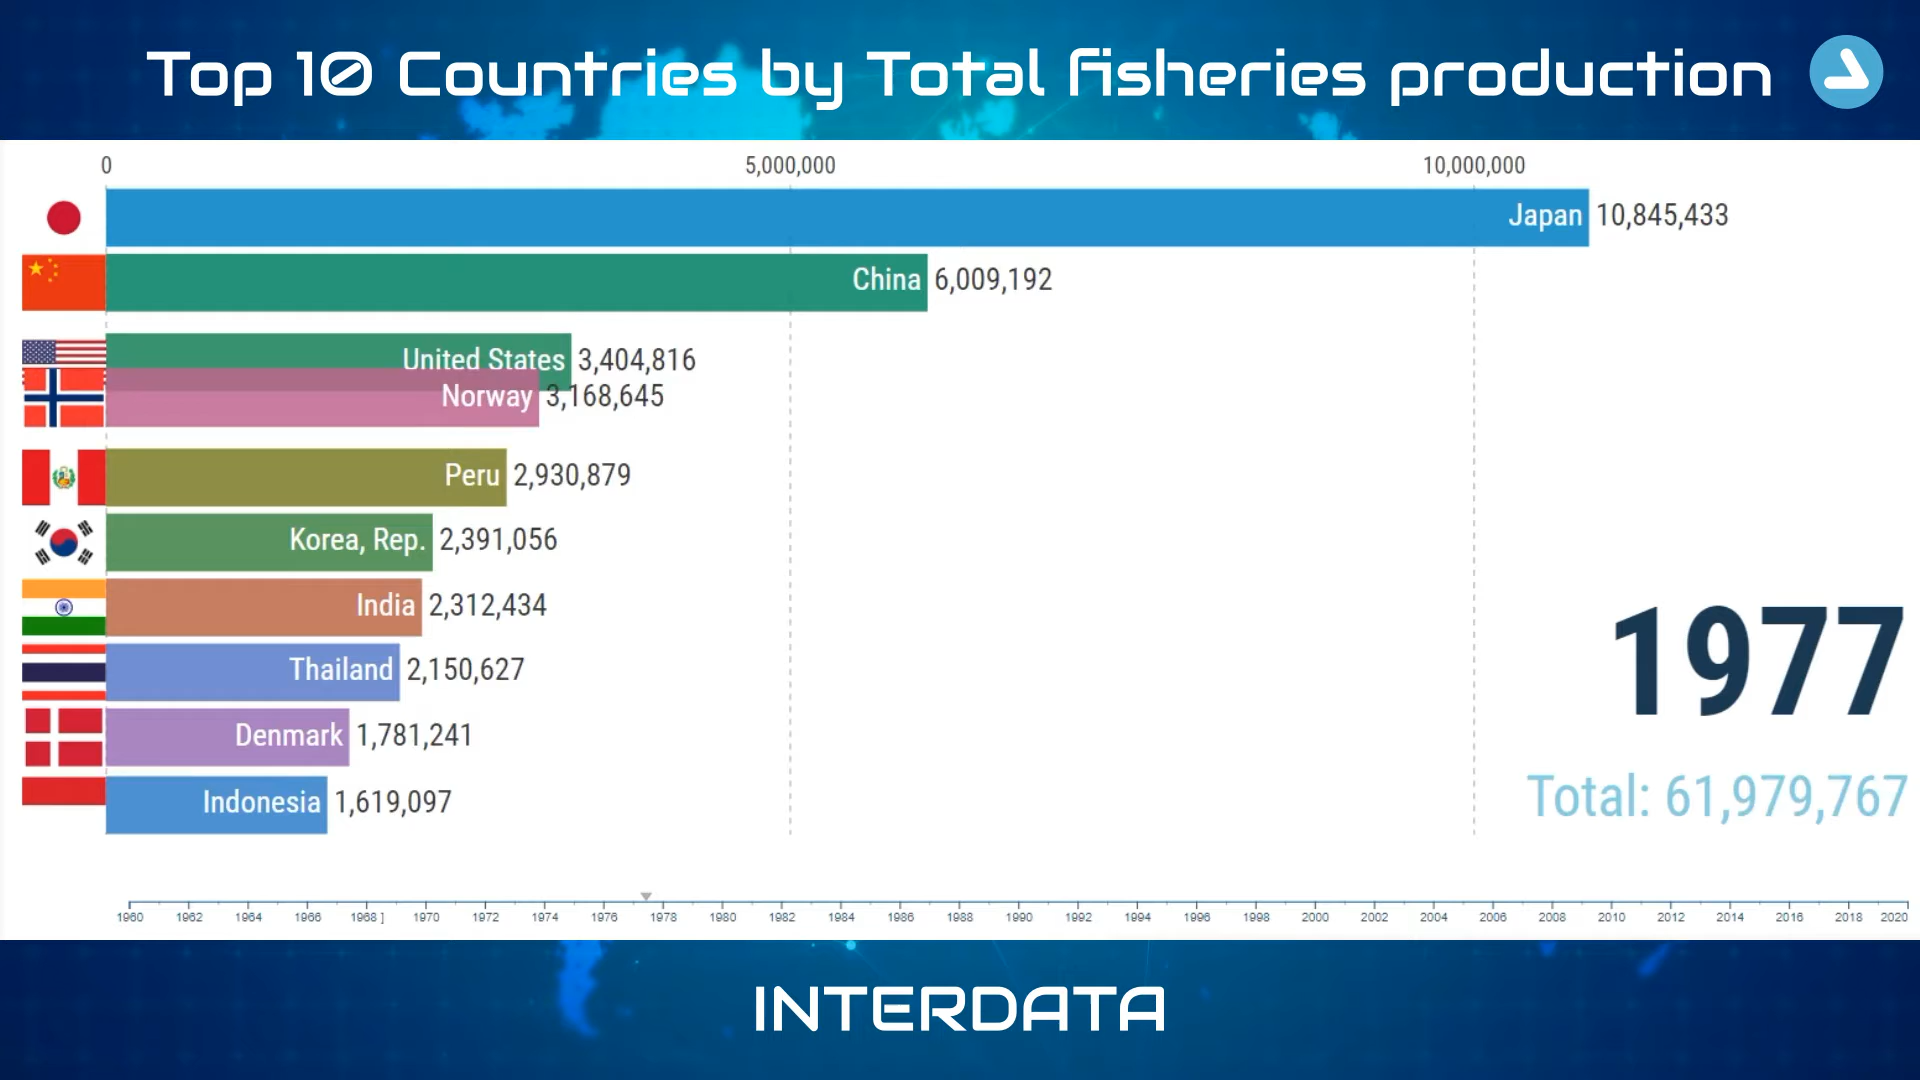 Top 10 Countries by Total fisheries production
0 5,000,000 10,000,000
Japan 10,845,433
China 6,009,192
United States 3,404,816
Norway 3,168,645
Peru 2,930,879
Korea, Rep. 2,391,056
India 2,312,434
Thailand 2,150,627
Denmark 1,781,241
Indonesia 1,619,097
1977
Total: 61,979,767
1960 1962 1964 1966 1968 ] 1970 1972 1974 1976 1978 1980 1982 1984 1986 1988 1990 1992 1994 1996 1998 2000 2002 2004 2006 2008 2010 2012 2014 2016 2018 2020
INTERDATA